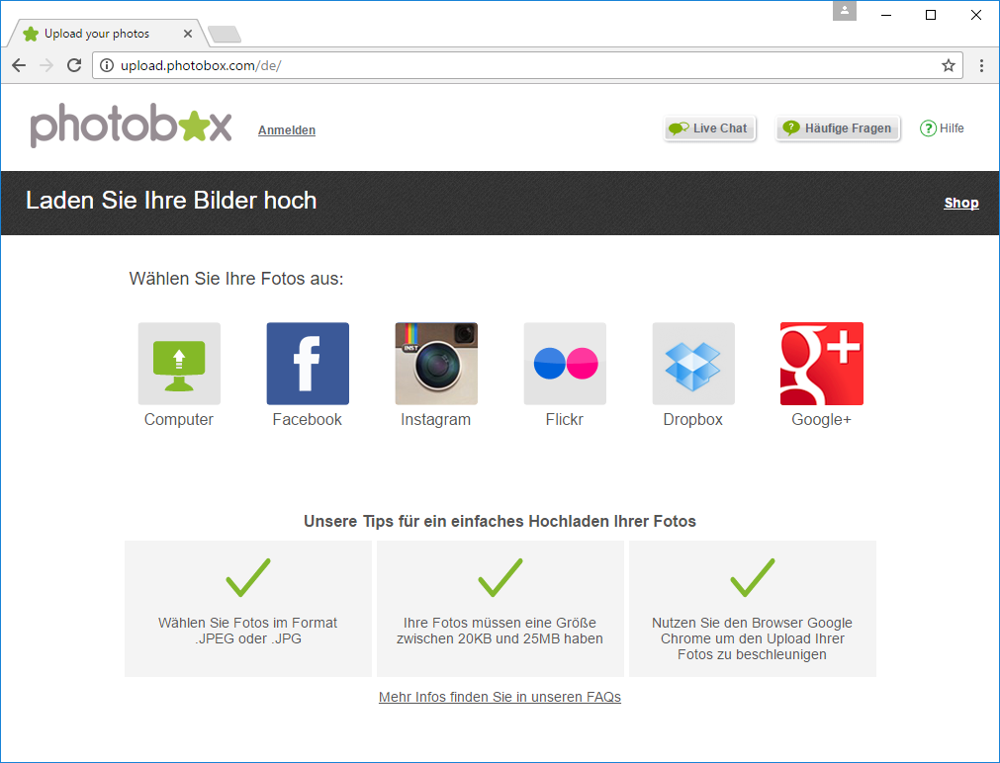 Upload your photos
upload.photobox.com/de/
photobox
Anmelden
Live Chat
? Häufige Fragen
? Hilfe
Laden Sie Ihre Bilder hoch
Shop
Wählen Sie Ihre Fotos aus:
f
INST
g+
Computer
Facebook
Instagram
Flickr
Dropbox
Google+
Unsere Tips für ein einfaches Hochladen Ihrer Fotos
Wählen Sie Fotos im Format
.JPEG oder .JPG
Ihre Fotos müssen eine Größe
zwischen 20KB und 25MB haben
Nutzen Sie den Browser Google
Chrome um den Upload Ihrer
Fotos zu beschleunigen
Mehr Infos finden Sie in unseren FAQs